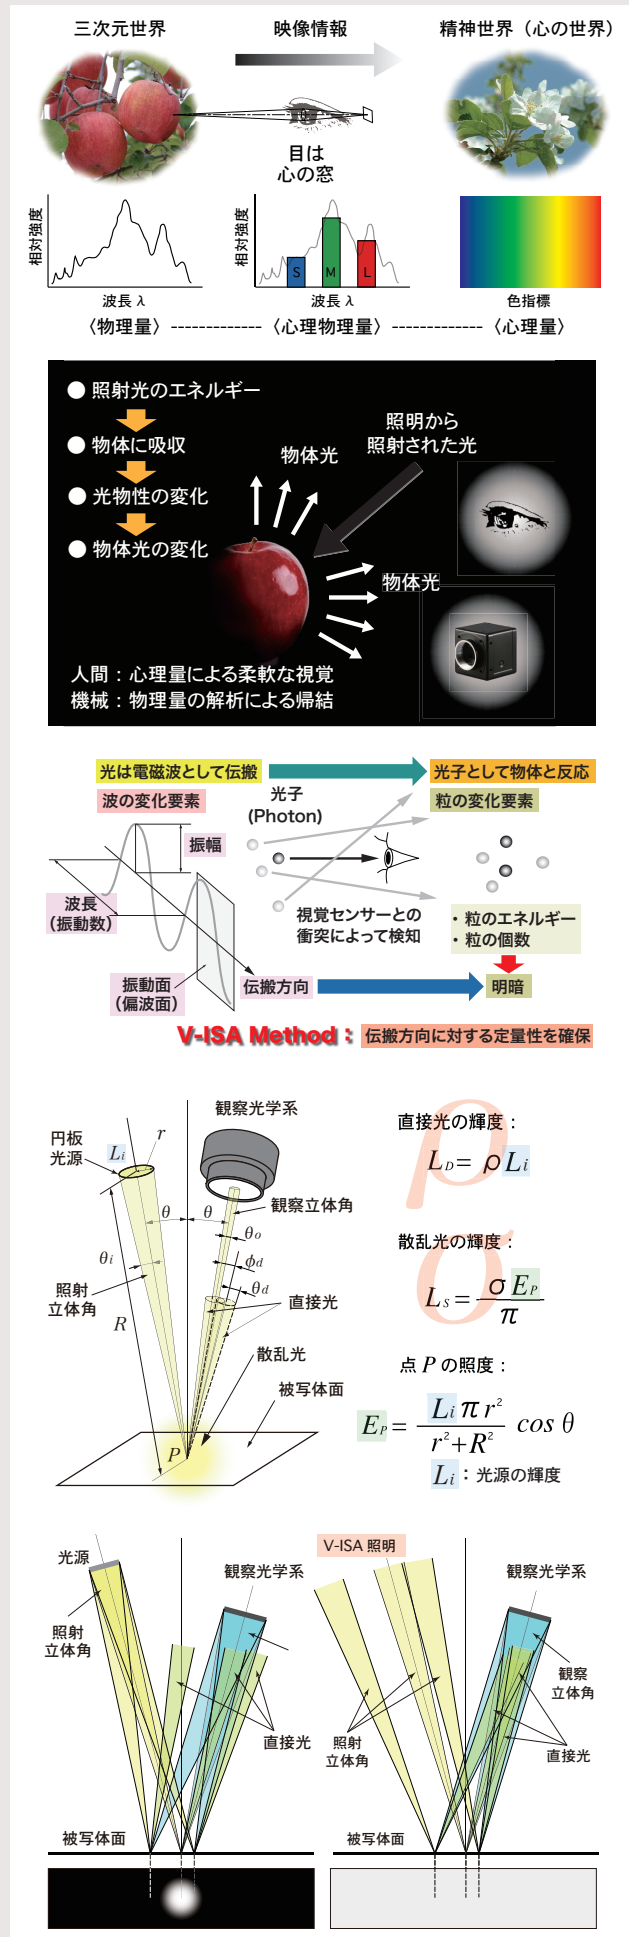 三次元世界
映像情報
精神世界（心の世界）
目は
心の窓
相対強度
波長 λ
相対強度
S
M
L
波長 λ
色指標
〈物理量〉-------------〈心理物理量〉-------------〈心理量〉
● 照射光のエネルギー
● 物体に吸収
● 光物性の変化
● 物体光の変化
照明から
照射された光
物体光
物体光
人間：心理量による柔軟な視覚
機械：物理量の解析による帰結
光は電磁波として伝搬
光子として物体と反応
波の変化要素
光子
(Photon)
粒の変化要素
振幅
波長
(振動数)
視覚センサーとの
衝突によって検知
・粒のエネルギー
・粒の個数
振動面
(偏波面)
伝搬方向
明暗
V-ISA Method：
伝搬方向に対する定量性を確保
観察光学系
円板
光源
Li
r
θ
θ
観察立体角
θo
θi
ϕd
θd
照射
立体角
直接光
R
散乱光
被写体面
P
ρ
直接光の輝度：
LD= ρLi
σ
散乱光の輝度：
LS= σEP / π
点 P の照度：
EP= Li π r² / r²+R² cos θ
Li：光源の輝度
光源
観察光学系
照射
立体角
直接光
被写体面
V-ISA 照明
観察光学系
観察
立体角
照射
立体角
直接光
被写体面